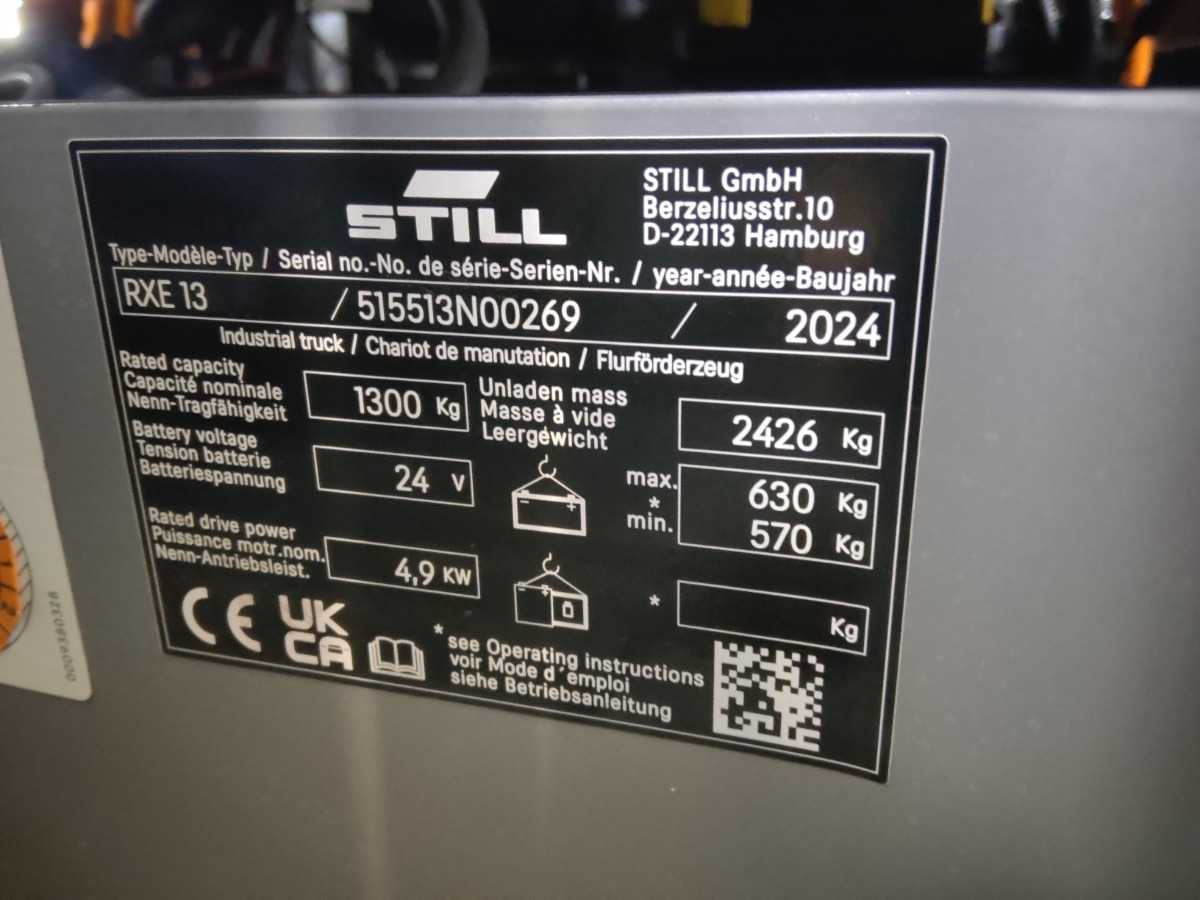 STILL
STILL GmbH
Berzeliusstr.10
D-22113 Hamburg
Type-Modèle-Typ / Serial no.-No. de série-Serien-Nr. / year-année-Baujahr
RXE 13 / 515513N00269 / 2024
Industrial truck / Chariot de manutation / Flurförderzeug
Rated capacity
Capacité nominale
Nenn-Tragfähigkeit
1300 Kg
Unladen mass
Masse à vide
Leergewicht
2426 Kg
Battery voltage
Tension batterie
Batteriespannung
24 V
max. 630 Kg
*
min. 570 Kg
Rated drive power
Puissance motr.nom.
Nenn-Antriebsleist.
4,9 KW
* Kg
CE
UK
CA
* see Operating instructions
voir Mode d'emploi
siehe Betriebsanleitung